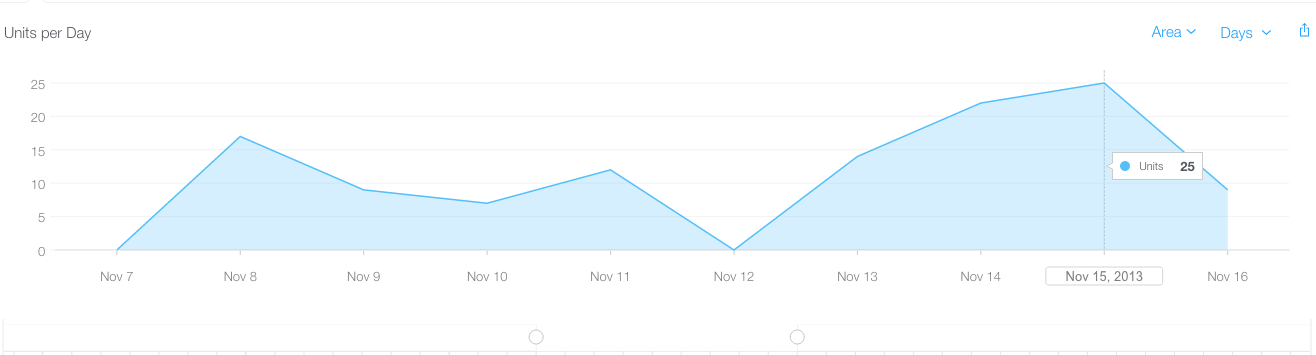 Units per Day
Area
Days
25
20
15
10
5
0
Units 25
Nov 7
Nov 8
Nov 9
Nov 10
Nov 11
Nov 12
Nov 13
Nov 14
Nov 15, 2013
Nov 16